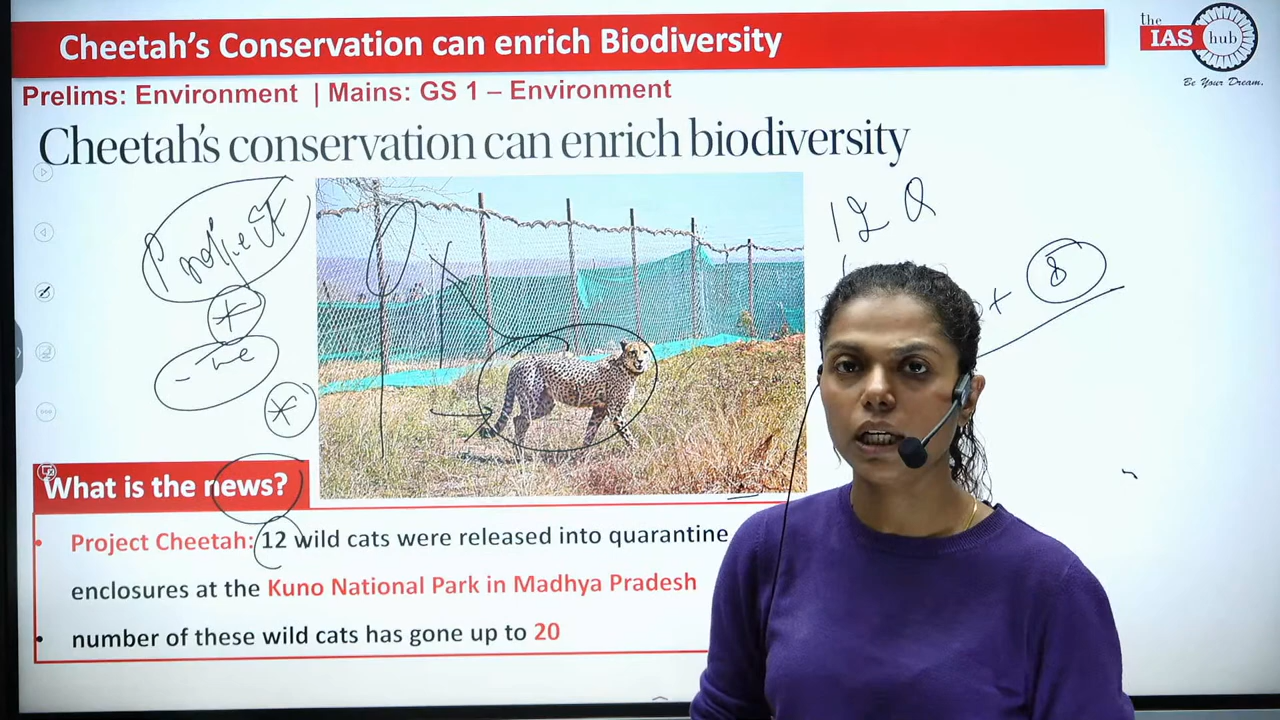 Cheetah's Conservation can enrich Biodiversity
the
IAS hub
Be Your Dream.
Prelims: Environment | Mains: GS 1 – Environment
Cheetah's conservation can enrich biodiversity
Project
-ve
12
+ 8
What is the news?
• Project Cheetah: 12 wild cats were released into quarantine
enclosures at the Kuno National Park in Madhya Pradesh
• number of these wild cats has gone up to 20